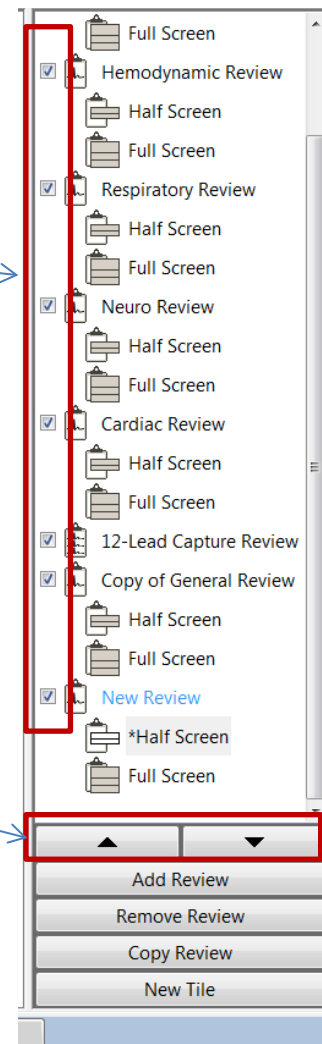 Full Screen
Hemodynamic Review
Half Screen
Full Screen
Respiratory Review
Half Screen
Full Screen
Neuro Review
Half Screen
Full Screen
Cardiac Review
Half Screen
Full Screen
12-Lead Capture Review
Copy of General Review
Half Screen
Full Screen
New Review
*Half Screen
Full Screen
Add Review
Remove Review
Copy Review
New Tile